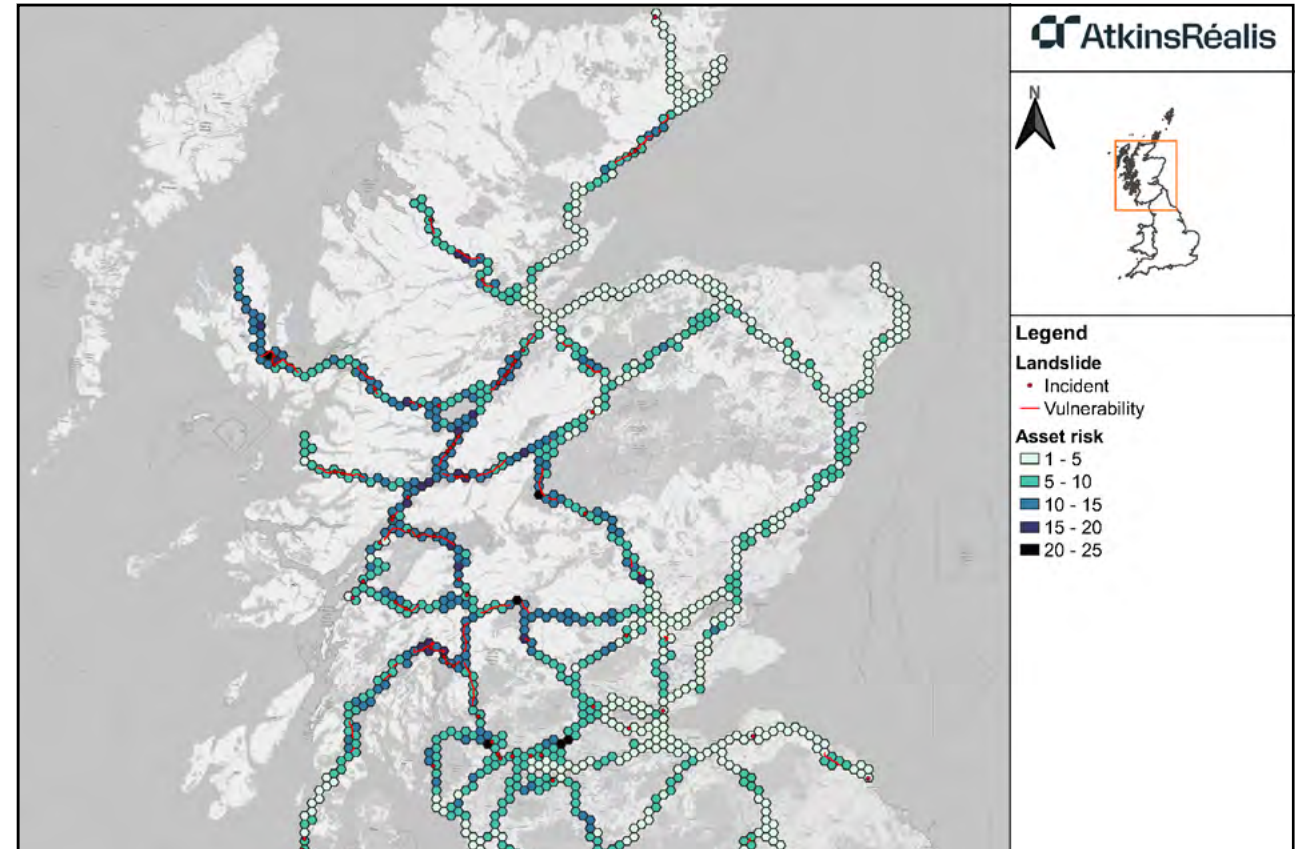 AtkinsRéalis
N
Legend
Landslide
Incident
Vulnerability
Asset risk
1 - 5
5 - 10
10 - 15
15 - 20
20 - 25